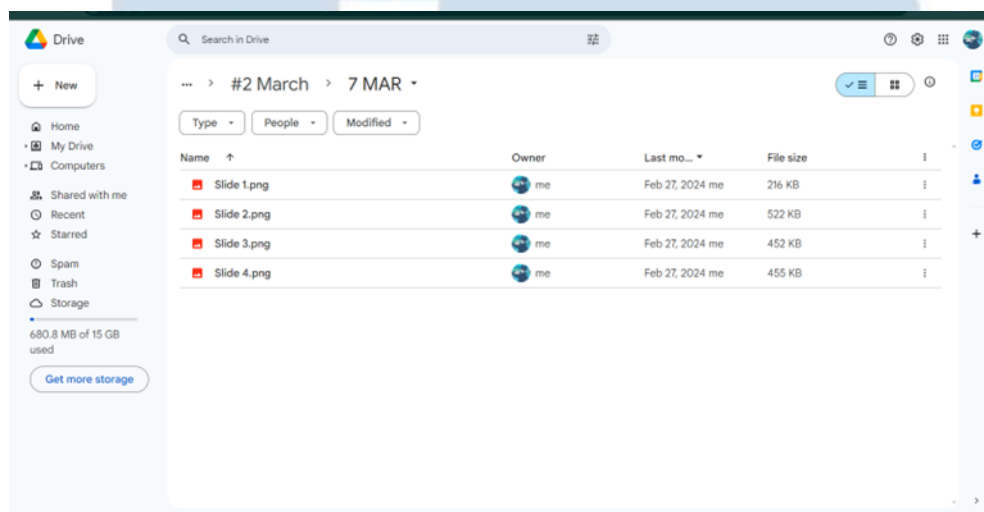 Drive
Search in Drive
New
... > #2 March > 7 MAR
Type People Modified
Home
My Drive
Computers
Shared with me
Recent
Starred
Spam
Trash
Storage
680.8 MB of 15 GB
used
Get more storage
Name Owner Last mo... File size
Slide 1.png me Feb 27, 2024 me 216 KB
Slide 2.png me Feb 27, 2024 me 522 KB
Slide 3.png me Feb 27, 2024 me 452 KB
Slide 4.png me Feb 27, 2024 me 455 KB